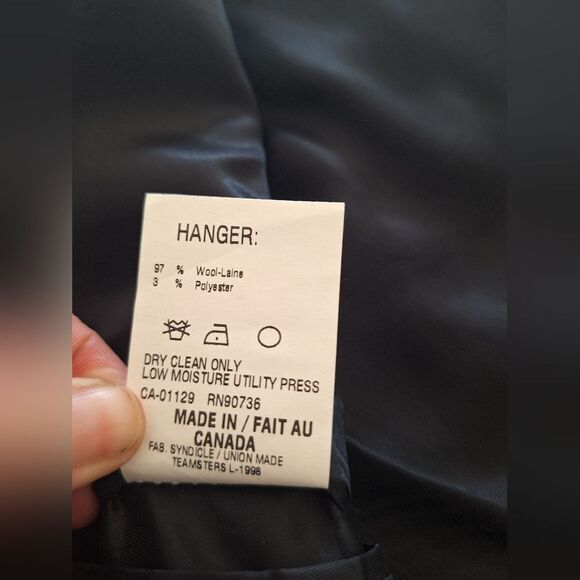 HANGER:
97 % Wool-Laine
3 % Polyester
DRY CLEAN ONLY
LOW MOISTURE UTILITY PRESS
CA-01129 RN90736
MADE IN / FAIT AU
CANADA
FAB. SYNDICLE / UNION MADE
TEAMSTERS L-1998